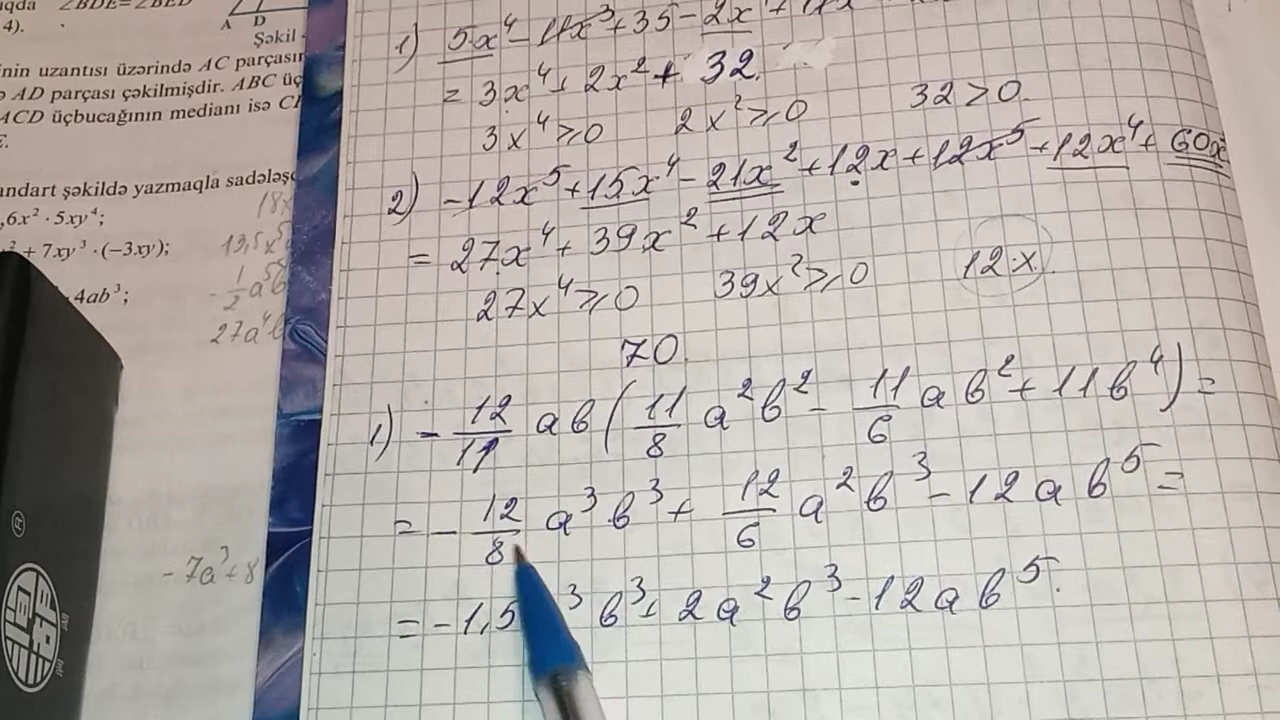 ∠BDE=∠BED
4).
A D
Şəkil
nin uzantısı üzərində AC parçasın
AD parçası çəkilmişdir. ABC üç
ACD üçbucağının medianı isə
andart şəkildə yazmaqla sadələş
6x² · 5xy⁴;
+ 7xy³ · (−3xy);
4ab³;
27a⁴
-7a³+8
1) 5x⁴ - 11x³ + 35 - 2x
= 3x⁴ + 2x² + 32.
3x⁴ ≥ 0 2x² ≥ 0 32 > 0.
2) -12x⁵ + 15x⁴ - 21x² + 12x + 12x⁵ + 12x⁴ + 60x
= 27x⁴ + 39x² + 12x
27x⁴ ≥ 0 39x² ≥ 0 12·x
70.
1) - 12/11 ab ( 11/8 a²b² - 11/6 ab² + 11b⁴ ) =
= - 12/8 a³b³ + 12/6 a²b³ - 12ab⁵ =
= -1,5 ³b³ + 2a²b³ - 12ab⁵.